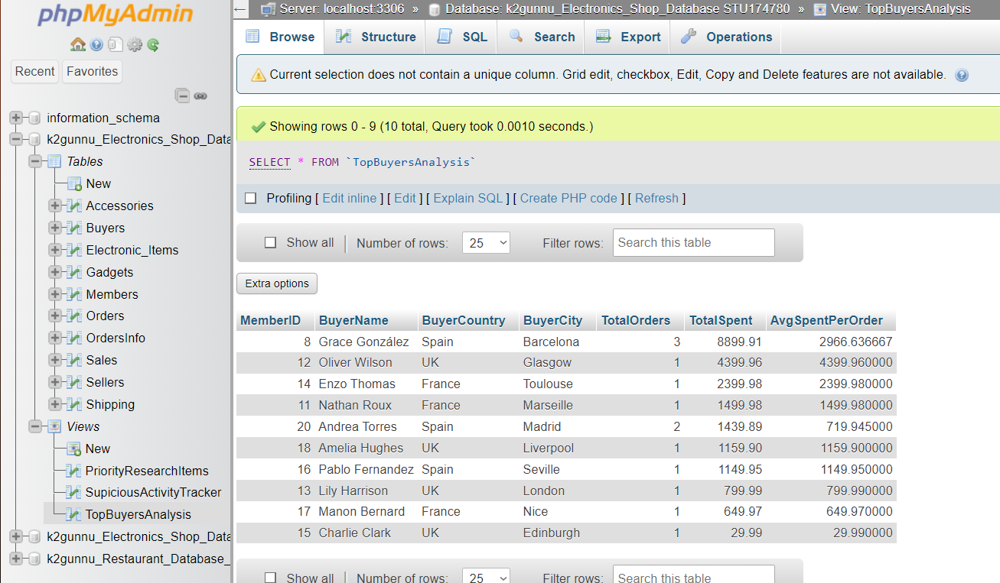 phpMyAdmin
Recent Favorites
information_schema
k2gunnu_Electronics_Shop_Data
Tables
New
Accessories
Buyers
Electronic_Items
Gadgets
Members
Orders
OrdersInfo
Sales
Sellers
Shipping
Views
New
PriorityResearchItems
SupiciousActivityTracker
TopBuyersAnalysis
k2gunnu_Electronics_Shop_Data
k2gunnu_Restaurant_Database_
← Server: localhost:3306 » Database: k2gunnu_Electronics_Shop_Database STU174780 » View: TopBuyersAnalysis
Browse Structure SQL Search Export Operations
Current selection does not contain a unique column. Grid edit, checkbox, Edit, Copy and Delete features are not available.
Showing rows 0 - 9 (10 total, Query took 0.0010 seconds.)
SELECT * FROM `TopBuyersAnalysis`
Profiling [ Edit inline ] [ Edit ] [ Explain SQL ] [ Create PHP code ] [ Refresh ]
Show all | Number of rows: 25 Filter rows: Search this table
Extra options
MemberID BuyerName BuyerCountry BuyerCity TotalOrders TotalSpent AvgSpentPerOrder
8 Grace González Spain Barcelona 3 8899.91 2966.636667
12 Oliver Wilson UK Glasgow 1 4399.96 4399.960000
14 Enzo Thomas France Toulouse 1 2399.98 2399.980000
11 Nathan Roux France Marseille 1 1499.98 1499.980000
20 Andrea Torres Spain Madrid 2 1439.89 719.945000
18 Amelia Hughes UK Liverpool 1 1159.90 1159.900000
16 Pablo Fernandez Spain Seville 1 1149.95 1149.950000
13 Lily Harrison UK London 1 799.99 799.990000
17 Manon Bernard France Nice 1 649.97 649.970000
15 Charlie Clark UK Edinburgh 1 29.99 29.990000
Show all | Number of rows: 25 Filter rows: Search this table